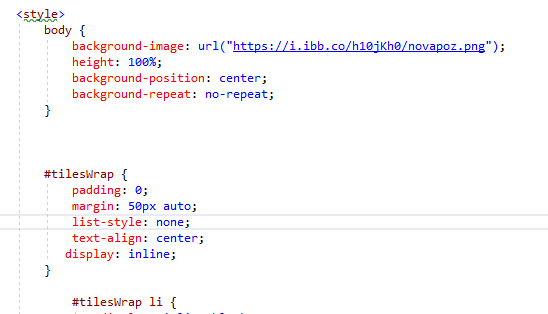 <style>
body {
background-image: url("https://i.ibb.co/h10jKh0/novapoz.png");
height: 100%;
background-position: center;
background-repeat: no-repeat;
}
#tilesWrap {
padding: 0;
margin: 50px auto;
list-style: none;
text-align: center;
display: inline;
}
#tilesWrap li {